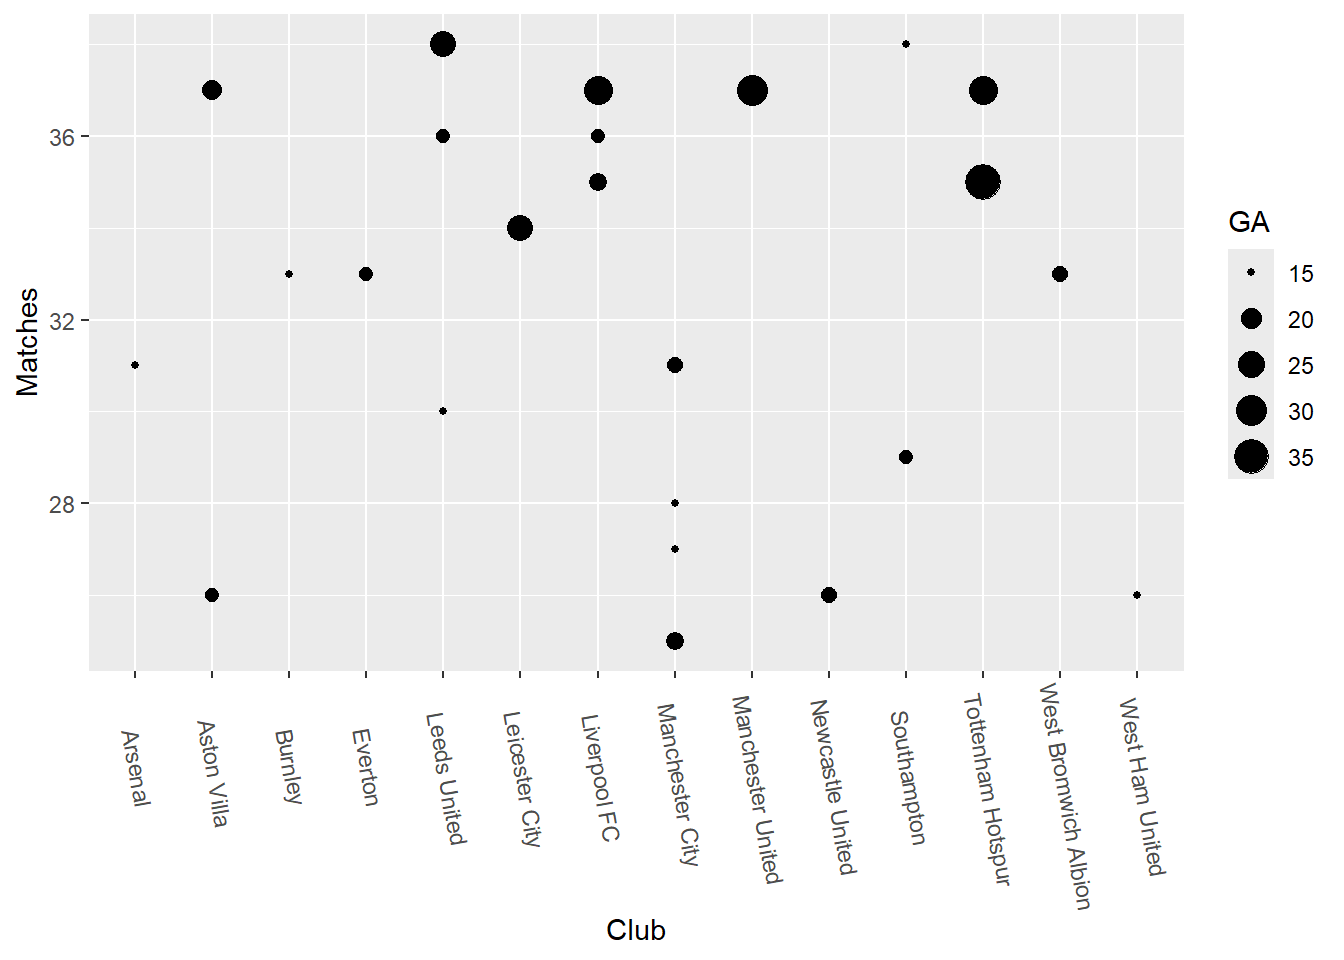 36
32
28
Matches
Arsenal
Aston Villa
Burnley
Everton
Leeds United
Leicester City
Liverpool FC
Manchester City
Manchester United
Newcastle United
Southampton
Tottenham Hotspur
West Bromwich Albion
West Ham United
Club
GA
15
20
25
30
35